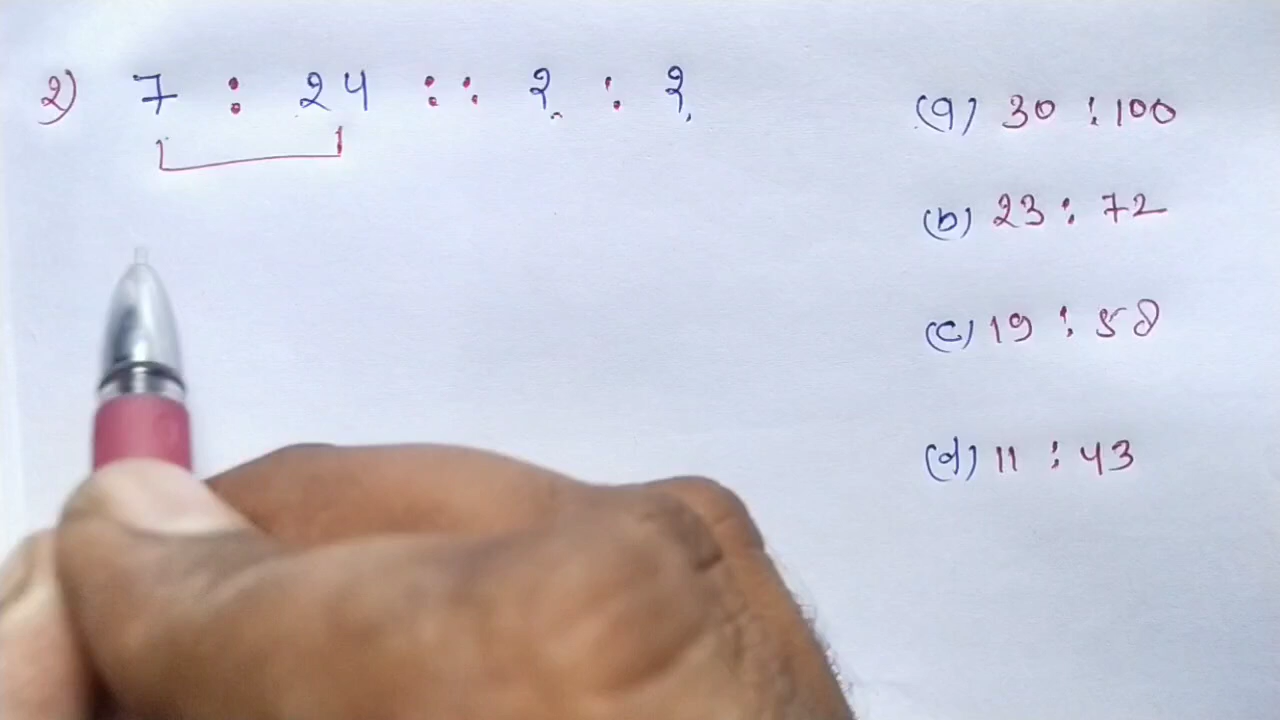 2) 7 : 24 :: ? : ?
(a) 30 : 100
(b) 23 : 72
(c) 19 : 58
(d) 11 : 43